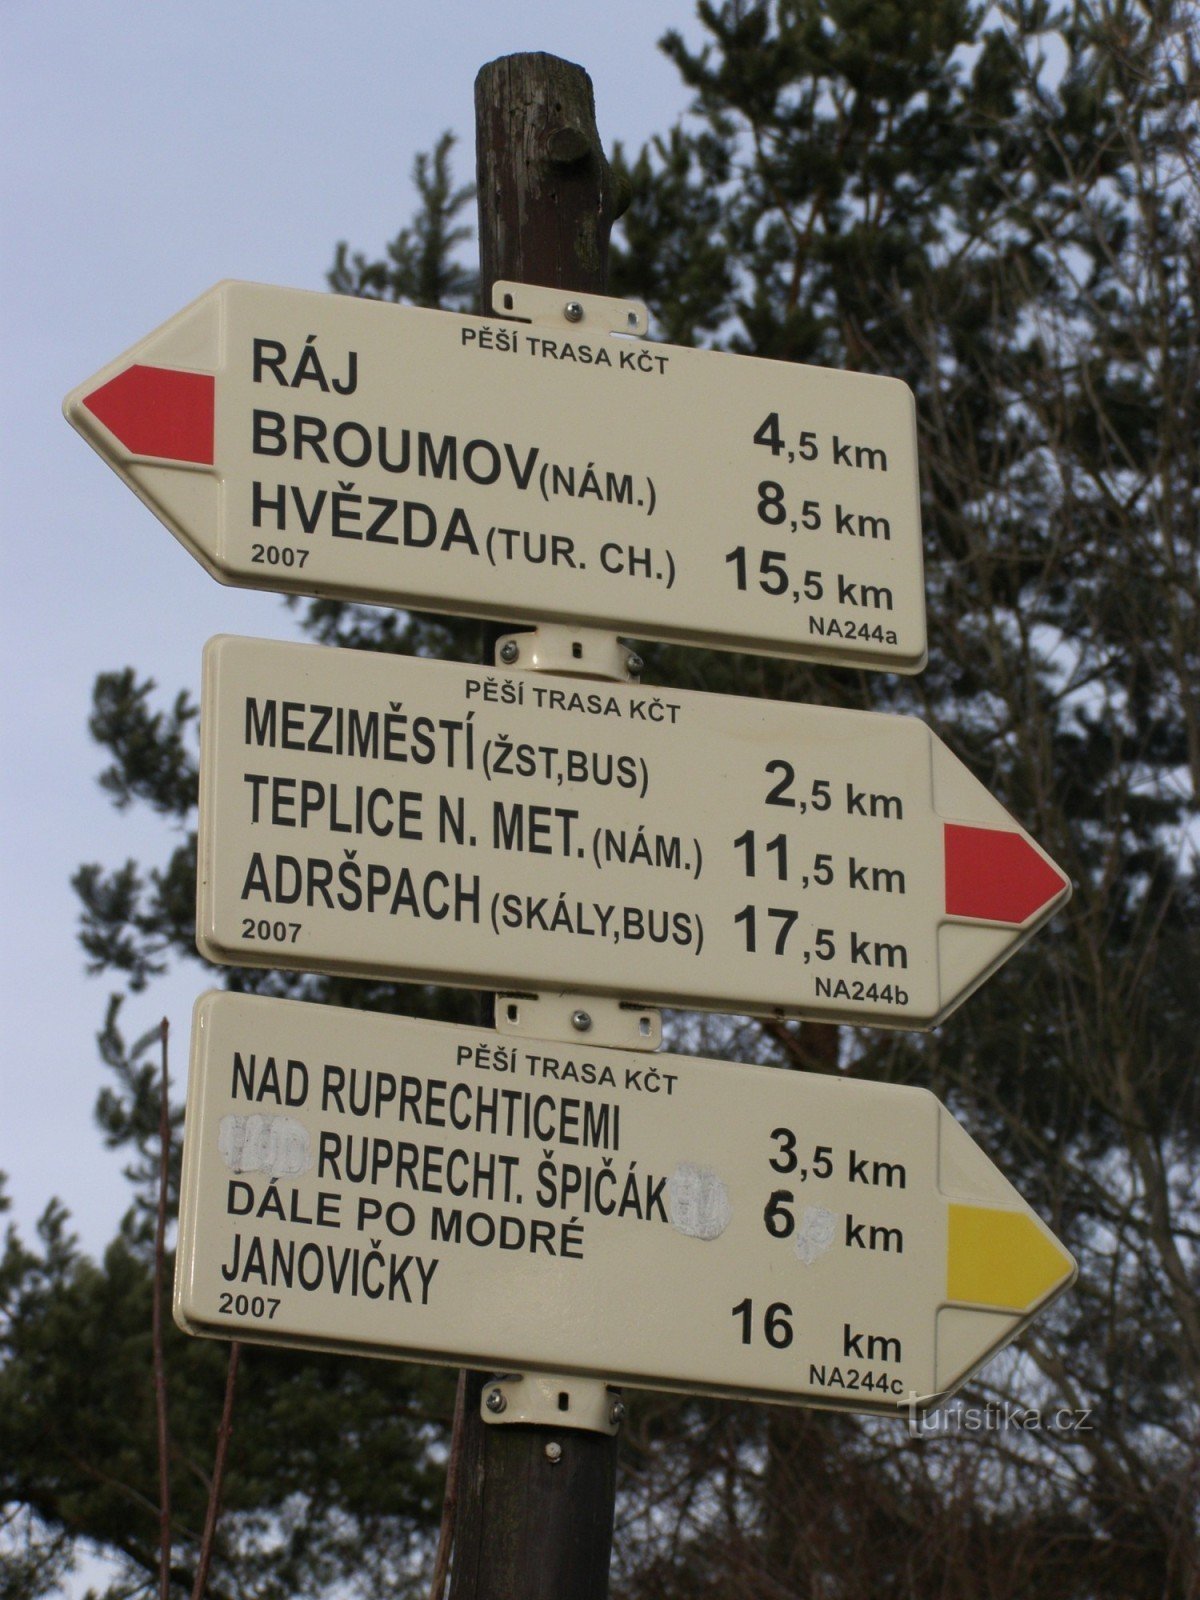 PĚŠÍ TRASA KČT
RÁJ 4,5 km
BROUMOV (NÁM.) 8,5 km
HVĚZDA (TUR. CH.) 15,5 km
2007 NA244a
PĚŠÍ TRASA KČT
MEZIMĚSTÍ (ŽST,BUS) 2,5 km
TEPLICE N. MET. (NÁM.) 11,5 km
ADRŠPACH (SKÁLY,BUS) 17,5 km
2007 NA244b
PĚŠÍ TRASA KČT
NAD RUPRECHTICEMI 3,5 km
RUPRECHT. ŠPIČÁK 6 km
DÁLE PO MODRÉ
JANOVIČKY 16 km
2007 NA244c
Turistika.cz